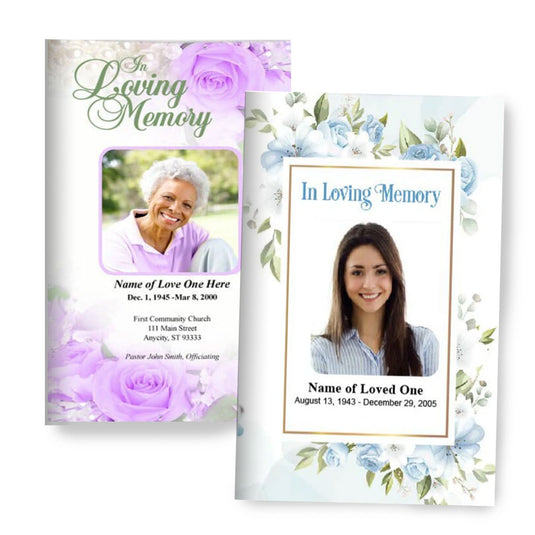 In
Loving
Memory
Name of Love One Here
Dec. 1, 1945 -Mar 8, 2000
First Community Church
111 Main Street
Anycity, ST 93333
Pastor John Smith, Officiating
In Loving Memory
Name of Loved One
August 13, 1943 - December 29, 2005